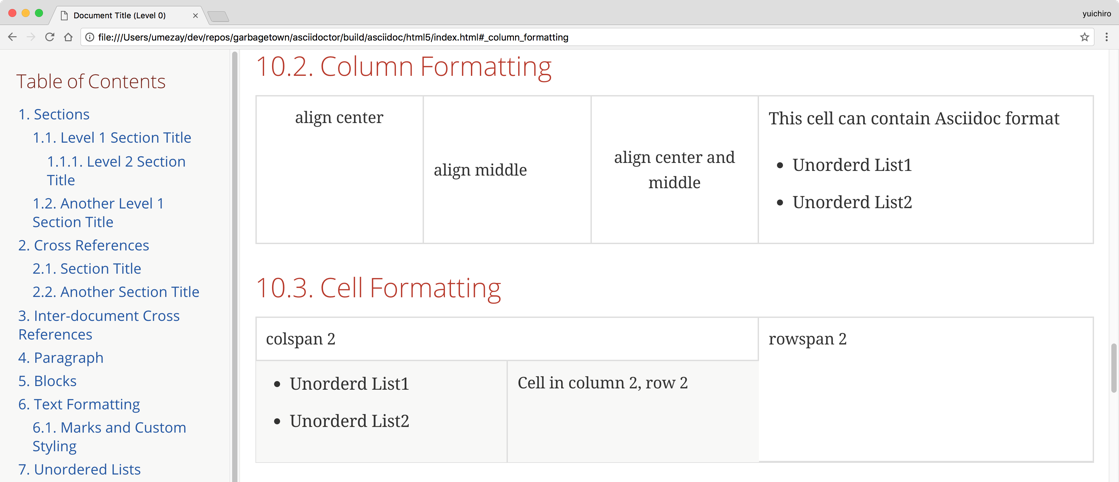 Document Title (Level 0)
yuichiro
file:///Users/umezay/dev/repos/garbagetown/asciidoctor/build/asciidoc/html5/index.html#_column_formatting
Table of Contents
1. Sections
1.1. Level 1 Section Title
1.1.1. Level 2 Section
Title
1.2. Another Level 1
Section Title
2. Cross References
2.1. Section Title
2.2. Another Section Title
3. Inter-document Cross
References
4. Paragraph
5. Blocks
6. Text Formatting
6.1. Marks and Custom
Styling
7. Unordered Lists
10.2. Column Formatting
align center
align middle
align center and
middle
This cell can contain Asciidoc format
• Unorderd List1
• Unorderd List2
10.3. Cell Formatting
colspan 2
rowspan 2
• Unorderd List1
• Unorderd List2
Cell in column 2, row 2